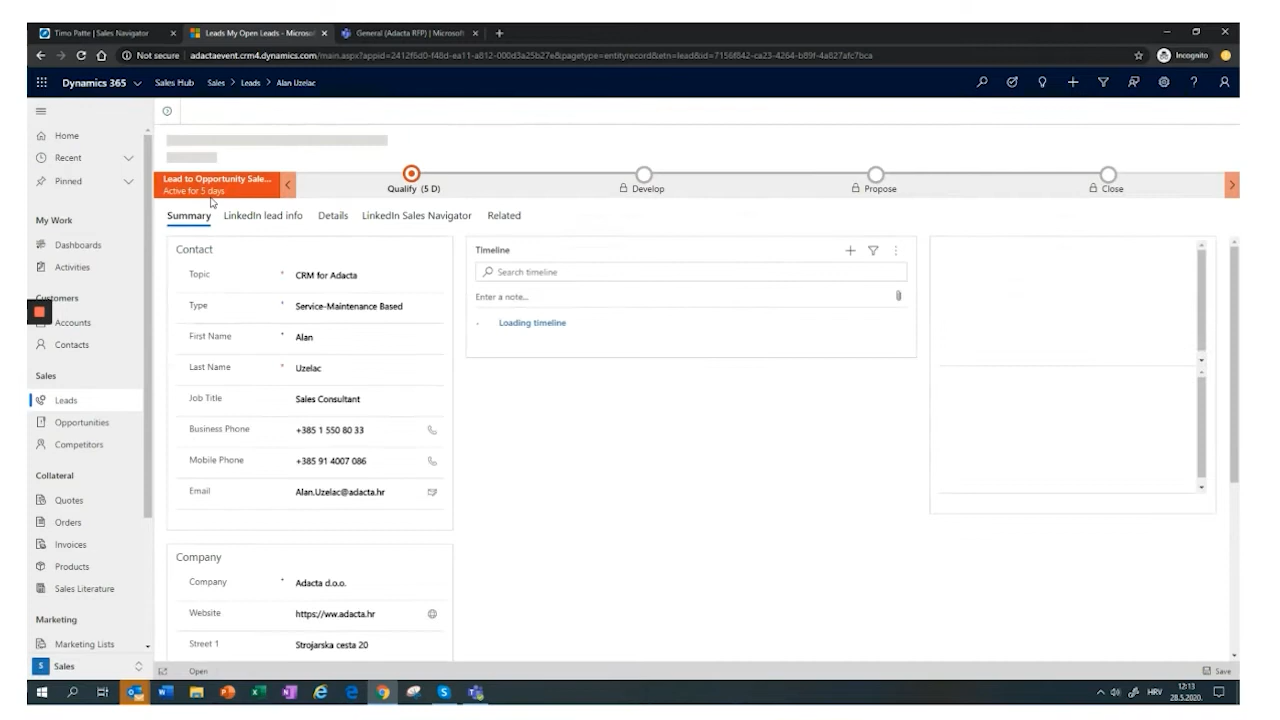 Timo Patte | Sales Navigator
Leads My Open Leads - Microsof
General (Adacta RFP) | Microsoft
Not secure | adactaevent.crm4.dynamics.com/main.aspx?appid=2412f6d0-f48d-ea11-a812-000d3a25b27e&pagetype=entityrecord&etn=lead&id=7156f842-ca23-4264-b89f-4a827afc7bca
Incognito
Dynamics 365
Sales Hub
Sales > Leads > Alan Uzelac
Home
Recent
Pinned
Lead to Opportunity Sale...
Active for 5 days
Qualify (5 D)
Develop
Propose
Close
Summary
LinkedIn lead info
Details
LinkedIn Sales Navigator
Related
My Work
Dashboards
Activities
Customers
Accounts
Contacts
Sales
Leads
Opportunities
Competitors
Collateral
Quotes
Orders
Invoices
Products
Sales Literature
Marketing
Marketing Lists
S Sales
Contact
Topic * CRM for Adacta
Type * Service-Maintenance Based
First Name * Alan
Last Name * Uzelac
Job Title Sales Consultant
Business Phone +385 1 550 80 33
Mobile Phone +385 91 4007 086
Email Alan.Uzelac@adacta.hr
Company
Company * Adacta d.o.o.
Website https://ww.adacta.hr
Street 1 Strojarska cesta 20
Timeline
Search timeline
Enter a note...
Loading timeline
Open
Save
HRV
12:13
28.5.2020.